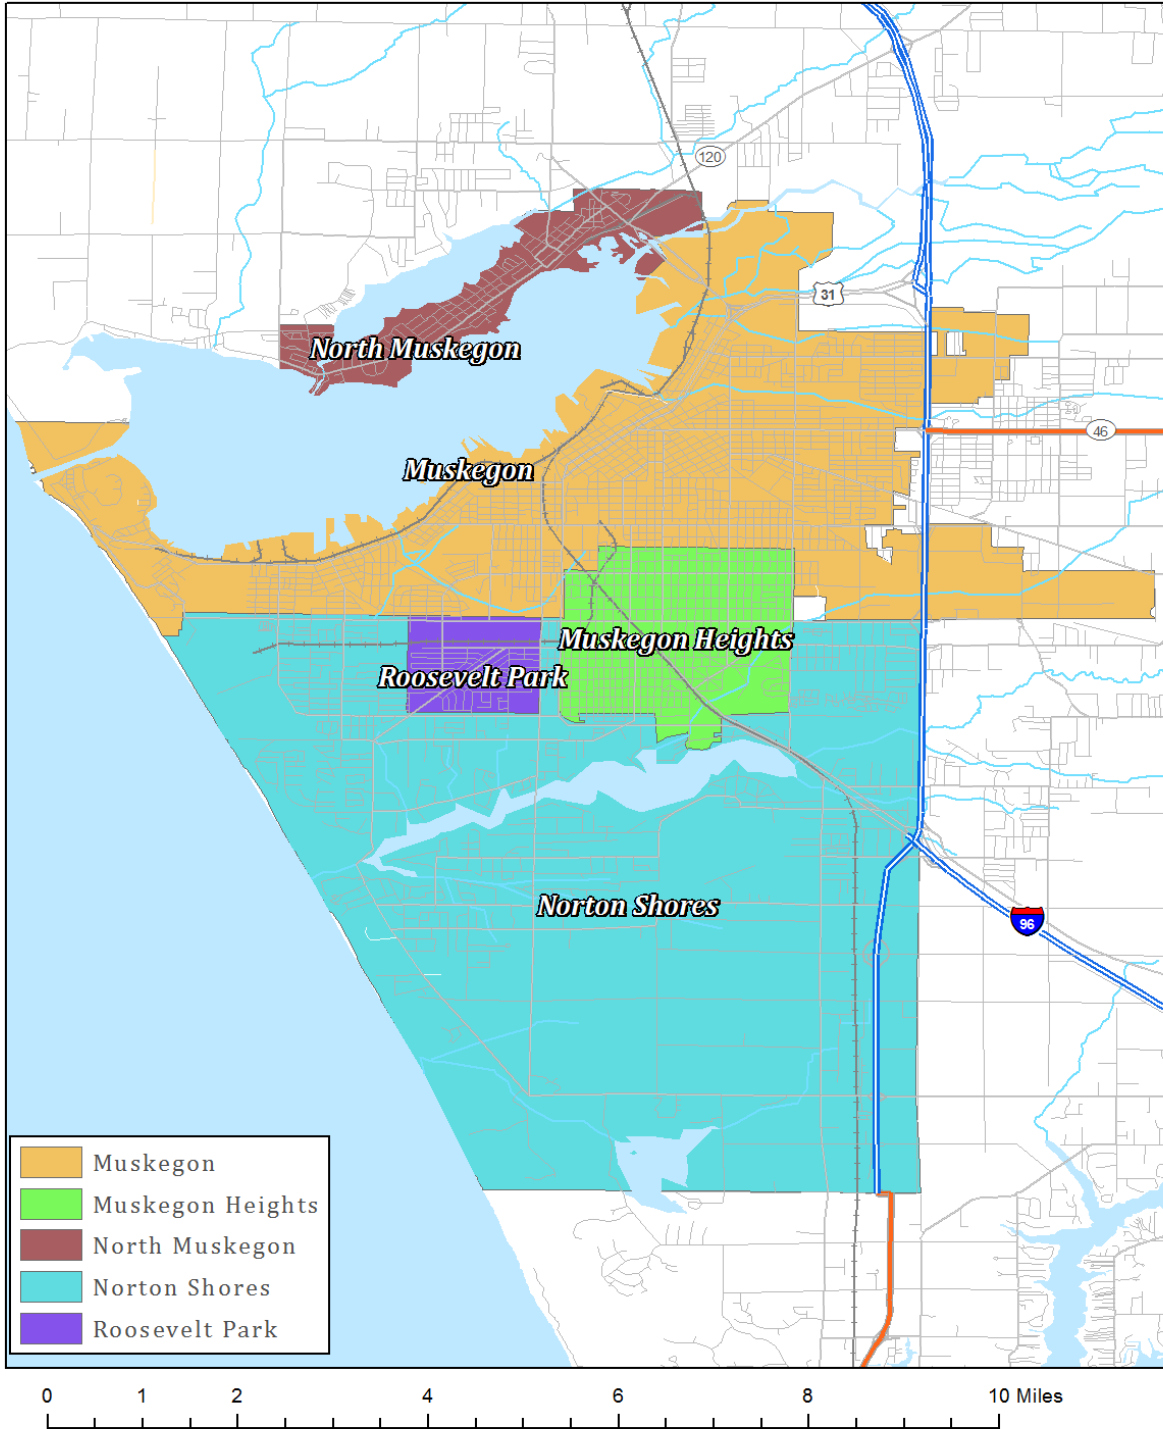 120
31
North Muskegon
46
Muskegon
Muskegon Heights
Roosevelt Park
Norton Shores
96
Muskegon
Muskegon Heights
North Muskegon
Norton Shores
Roosevelt Park
0 1 2 4 6 8 10 Miles